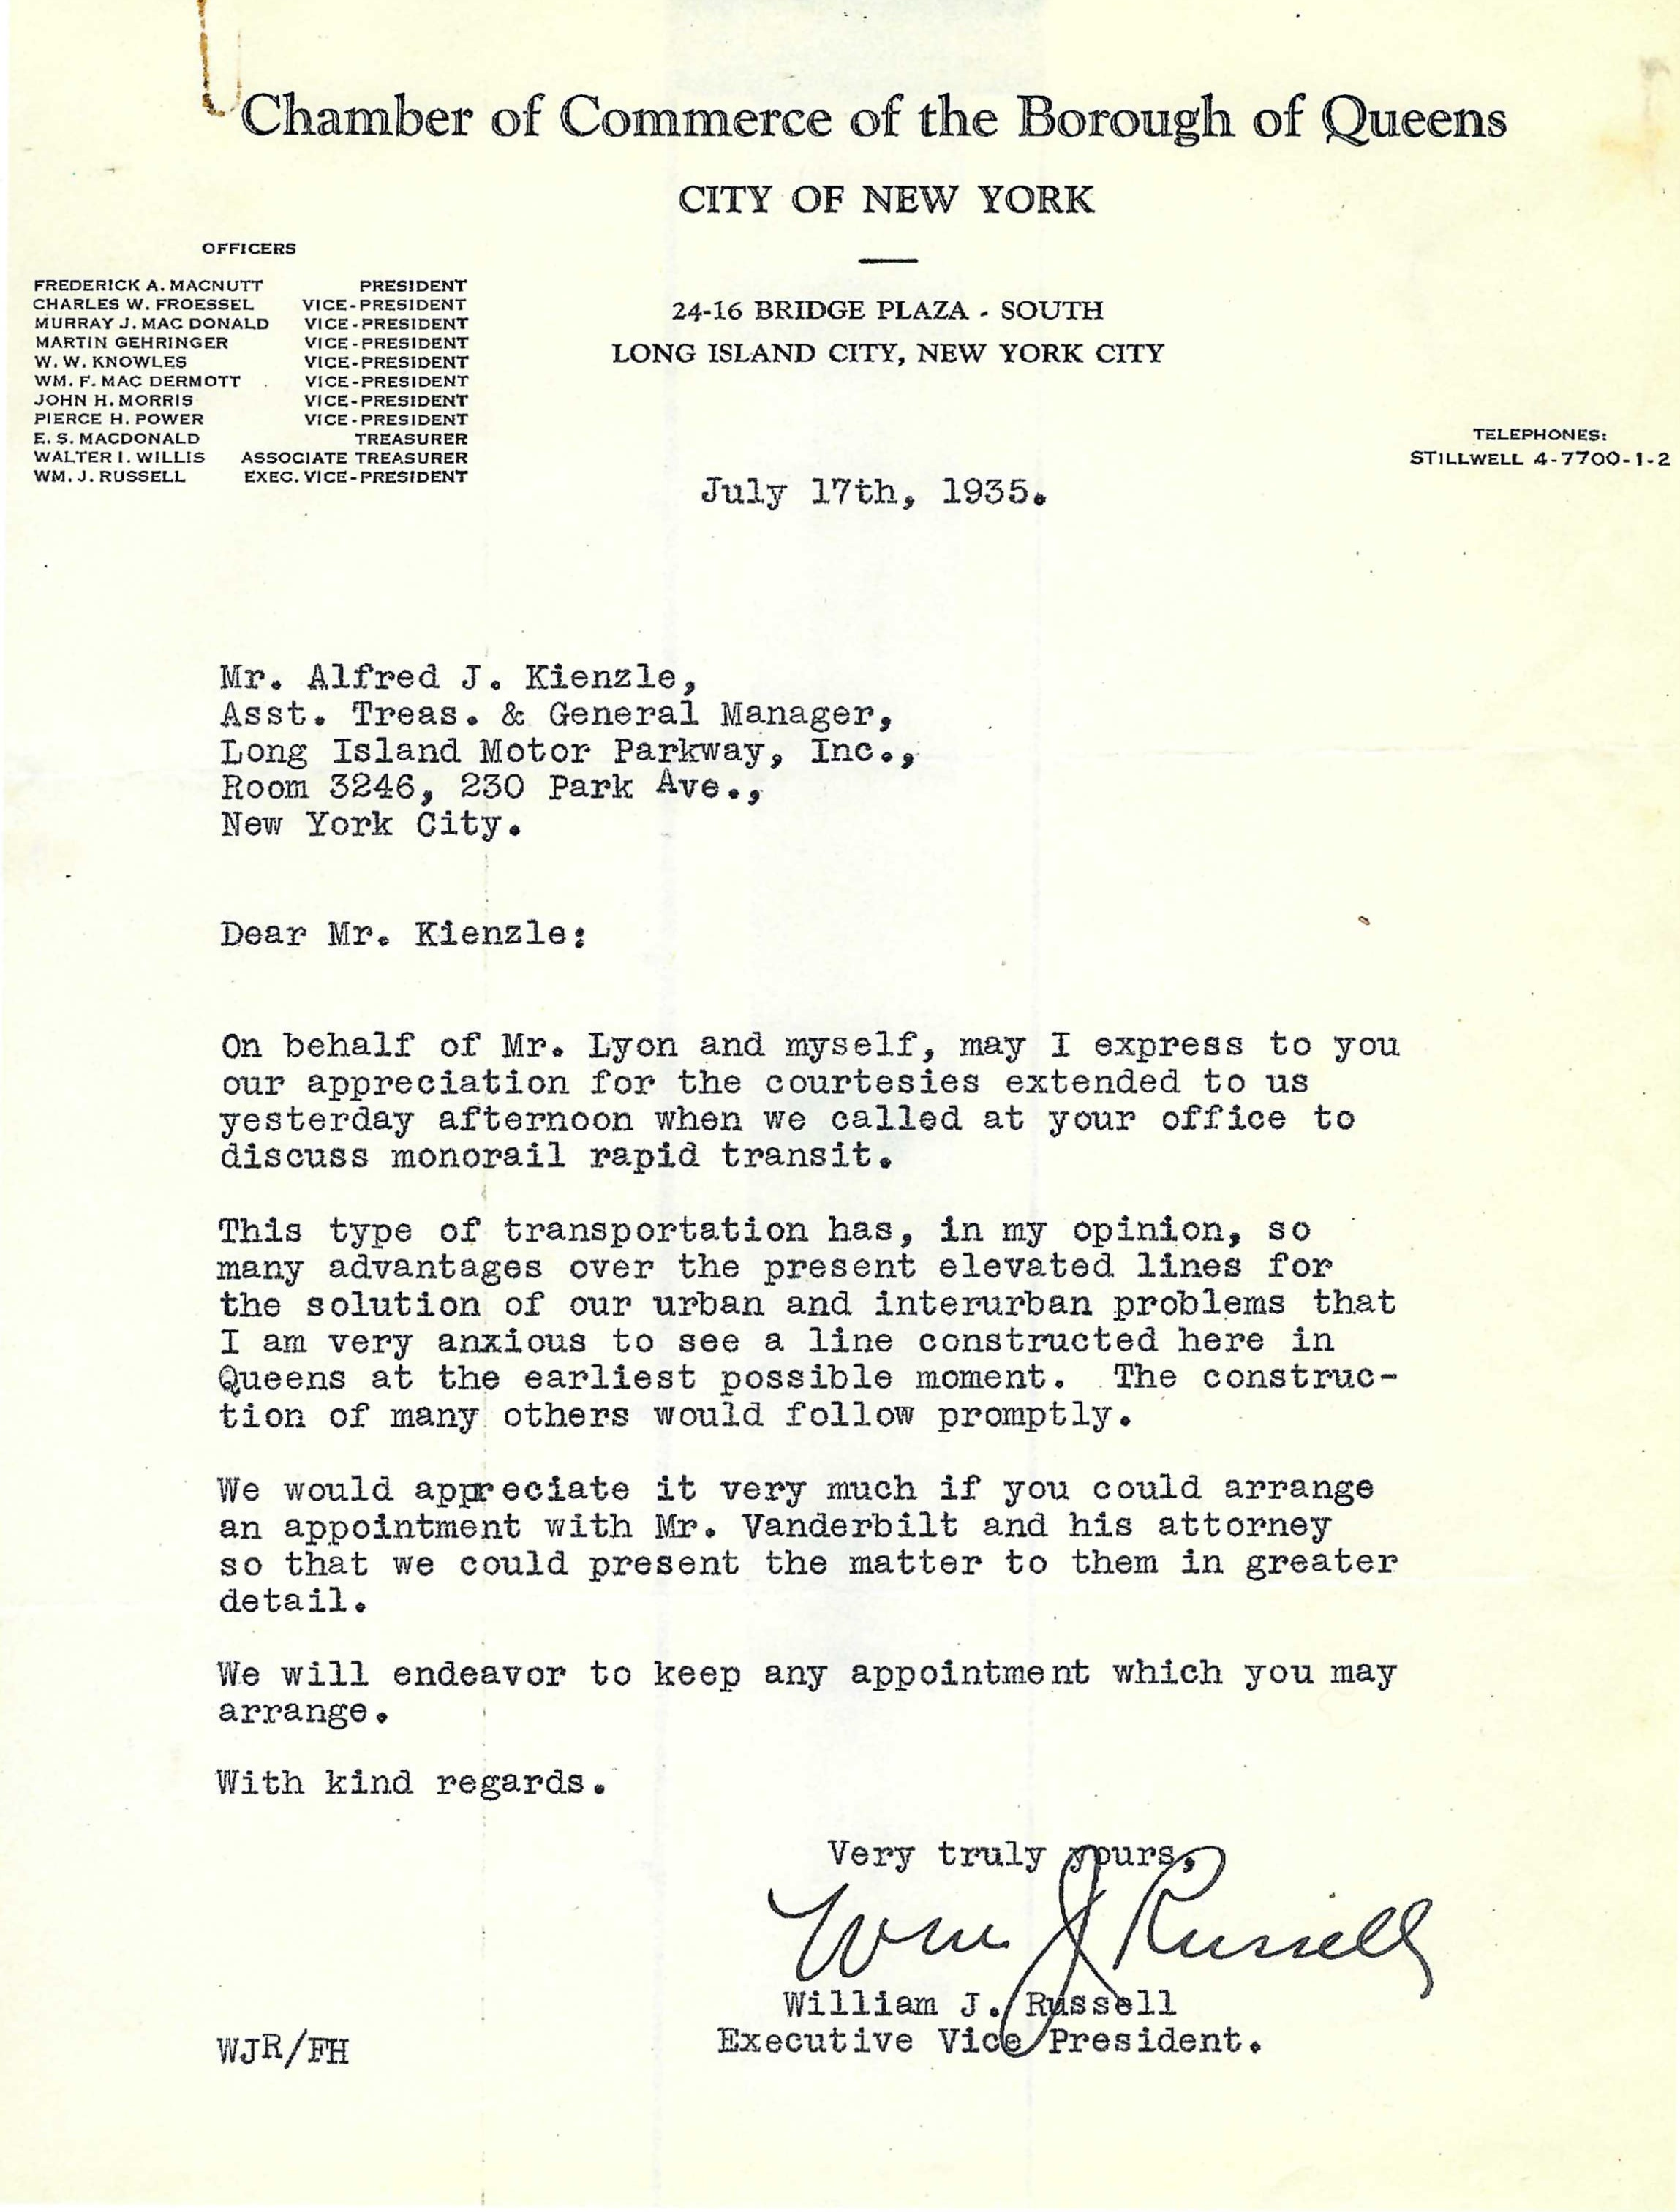 Chamber of Commerce of the Borough of Queens
CITY OF NEW YORK
OFFICERS
FREDERICK A. MACNUTT PRESIDENT
CHARLES W. FROESSEL VICE-PRESIDENT
MURRAY J. MAC DONALD VICE-PRESIDENT
MARTIN GEHRINGER VICE-PRESIDENT
W. W. KNOWLES VICE-PRESIDENT
WM. F. MAC DERMOTT VICE-PRESIDENT
JOHN H. MORRIS VICE-PRESIDENT
PIERCE H. POWER VICE-PRESIDENT
E. S. MACDONALD TREASURER
WALTER I. WILLIS ASSOCIATE TREASURER
WM. J. RUSSELL EXEC. VICE-PRESIDENT
24-16 BRIDGE PLAZA - SOUTH
LONG ISLAND CITY, NEW YORK CITY
TELEPHONES:
STILLWELL 4-7700-1-2
July 17th, 1935.
Mr. Alfred J. Kienzle,
Asst. Treas. & General Manager,
Long Island Motor Parkway, Inc.,
Room 3246, 230 Park Ave.,
New York City.
Dear Mr. Kienzle:
On behalf of Mr. Lyon and myself, may I express to you
our appreciation for the courtesies extended to us
yesterday afternoon when we called at your office to
discuss monorail rapid transit.
This type of transportation has, in my opinion, so
many advantages over the present elevated lines for
the solution of our urban and interurban problems that
I am very anxious to see a line constructed here in
Queens at the earliest possible moment. The construc-
tion of many others would follow promptly.
We would appreciate it very much if you could arrange
an appointment with Mr. Vanderbilt and his attorney
so that we could present the matter to them in greater
detail.
We will endeavor to keep any appointment which you may
arrange.
With kind regards.
Very truly yours,
Wm J Russell
William J. Russell
Executive Vice President.
WJR/FH